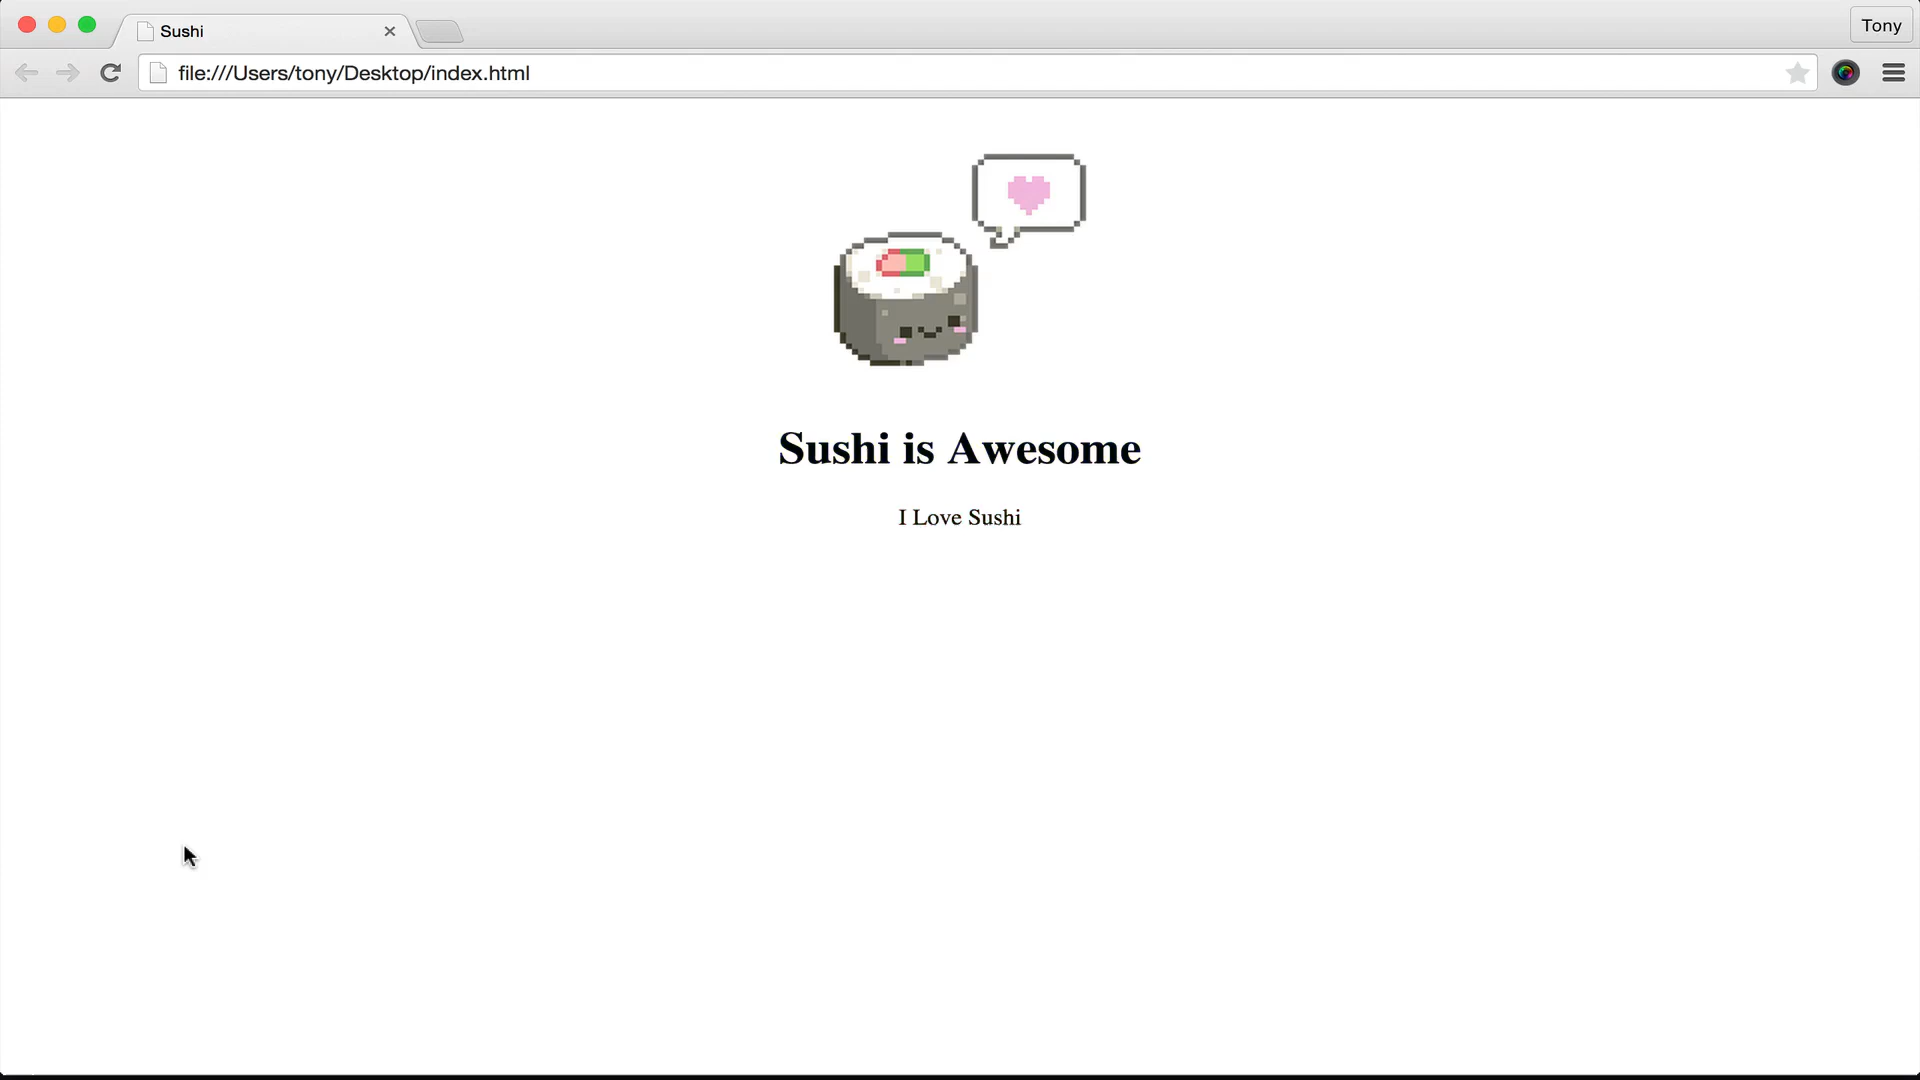 Sushi
Tony
file:///Users/tony/Desktop/index.html
Sushi is Awesome
I Love Sushi